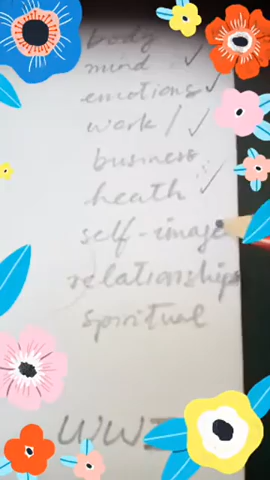 body
mind ✓
emotions ✓
work / ✓
business
heath ✓
self-image
relationships
spiritual